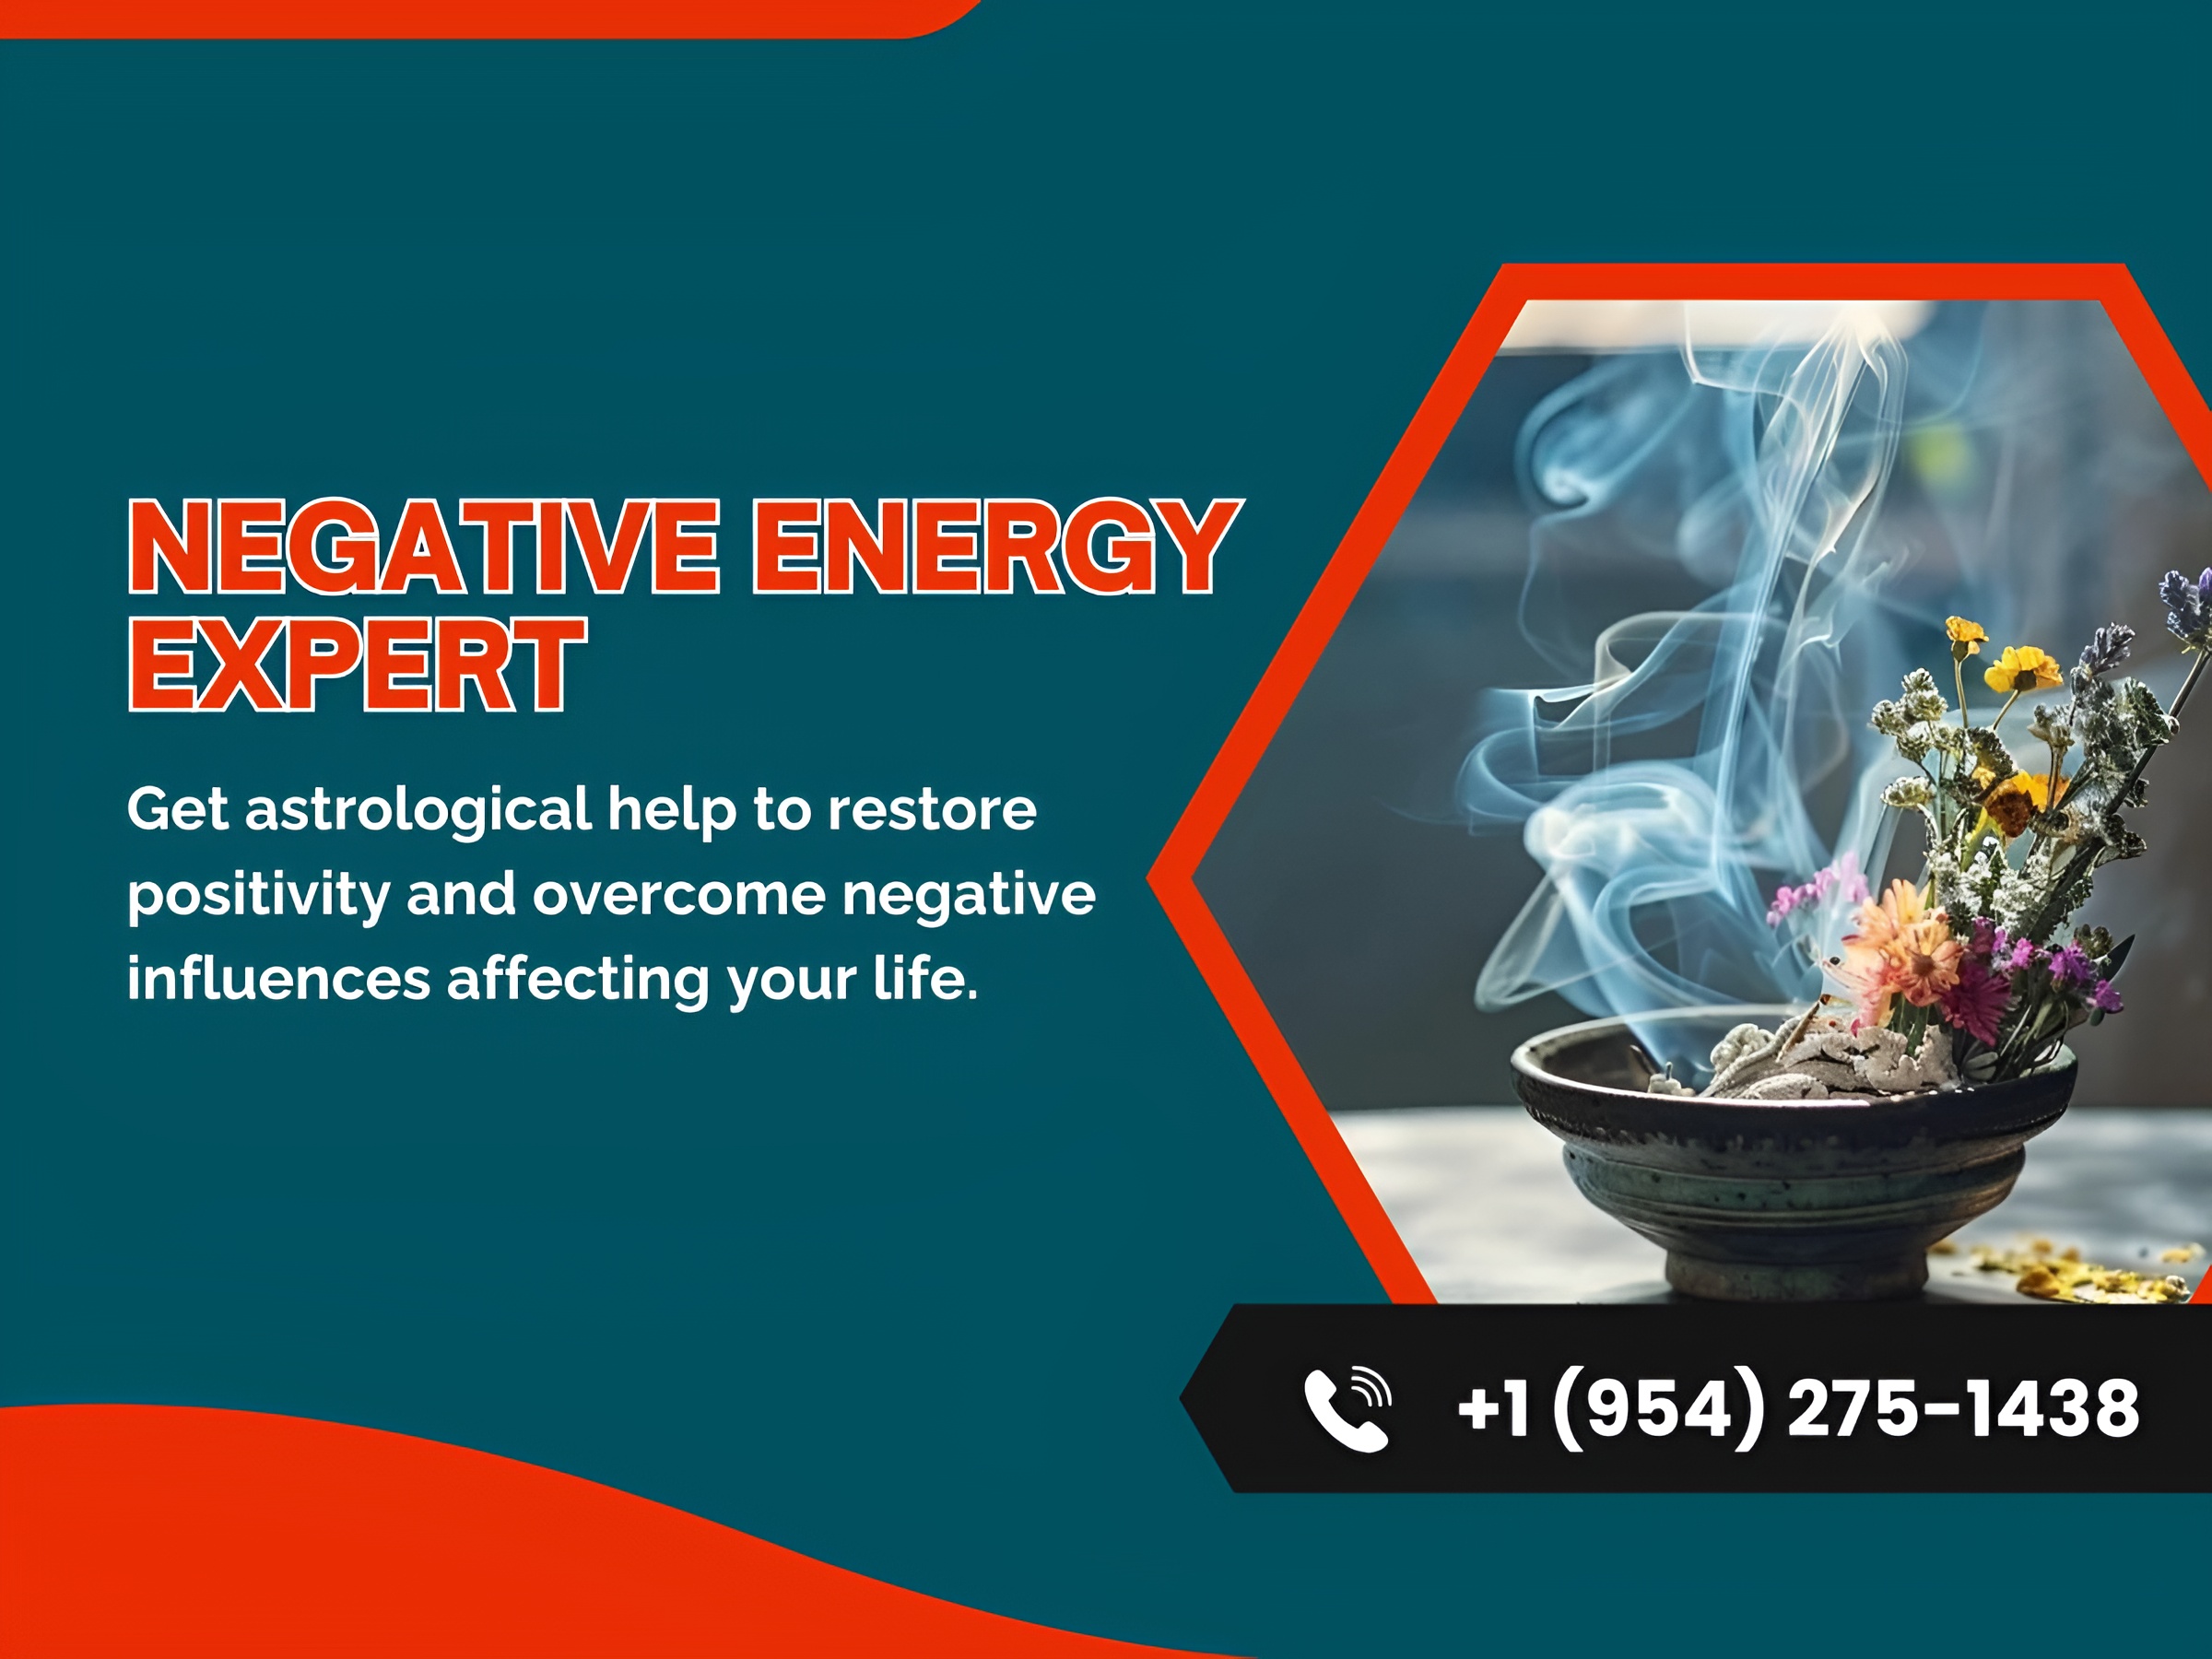 NEGATIVE ENERGY
EXPERT
Get astrological help to restore
positivity and overcome negative
influences affecting your life.
+1 (954) 275-1438